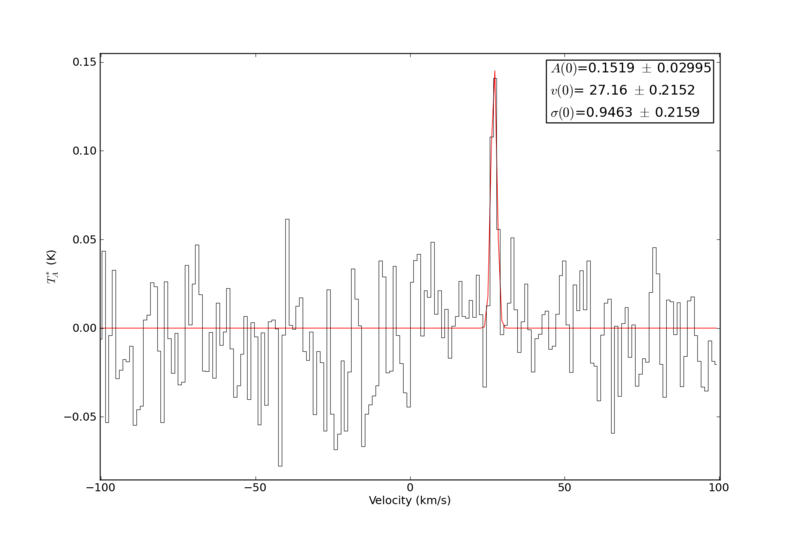 0.15
0.10
0.05
0.00
−0.05
T*A (K)
A(0)=0.1519 ± 0.02995
v(0)= 27.16 ± 0.2152
σ(0)=0.9463 ± 0.2159
−100
−50
0
50
100
Velocity (km/s)